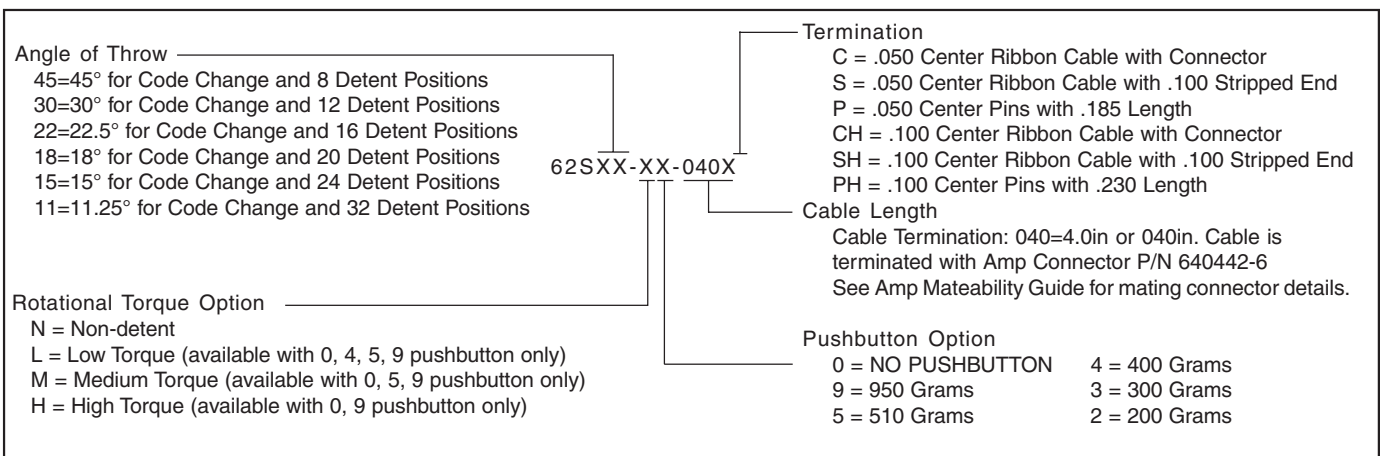 Angle of Throw
45=45° for Code Change and 8 Detent Positions
30=30° for Code Change and 12 Detent Positions
22=22.5° for Code Change and 16 Detent Positions
18=18° for Code Change and 20 Detent Positions
15=15° for Code Change and 24 Detent Positions
11=11.25° for Code Change and 32 Detent Positions
Rotational Torque Option
N = Non-detent
L = Low Torque (available with 0, 4, 5, 9 pushbutton only)
M = Medium Torque (available with 0, 5, 9 pushbutton only)
H = High Torque (available with 0, 9 pushbutton only)
62SXX-XX-040X
Termination
C = .050 Center Ribbon Cable with Connector
S = .050 Center Ribbon Cable with .100 Stripped End
P = .050 Center Pins with .185 Length
CH = .100 Center Ribbon Cable with Connector
SH = .100 Center Ribbon Cable with .100 Stripped End
PH = .100 Center Pins with .230 Length
Cable Length
Cable Termination: 040=4.0in or 040in. Cable is
terminated with Amp Connector P/N 640442-6
See Amp Mateability Guide for mating connector details.
Pushbutton Option
0 = NO PUSHBUTTON 4 = 400 Grams
9 = 950 Grams 3 = 300 Grams
5 = 510 Grams 2 = 200 Grams